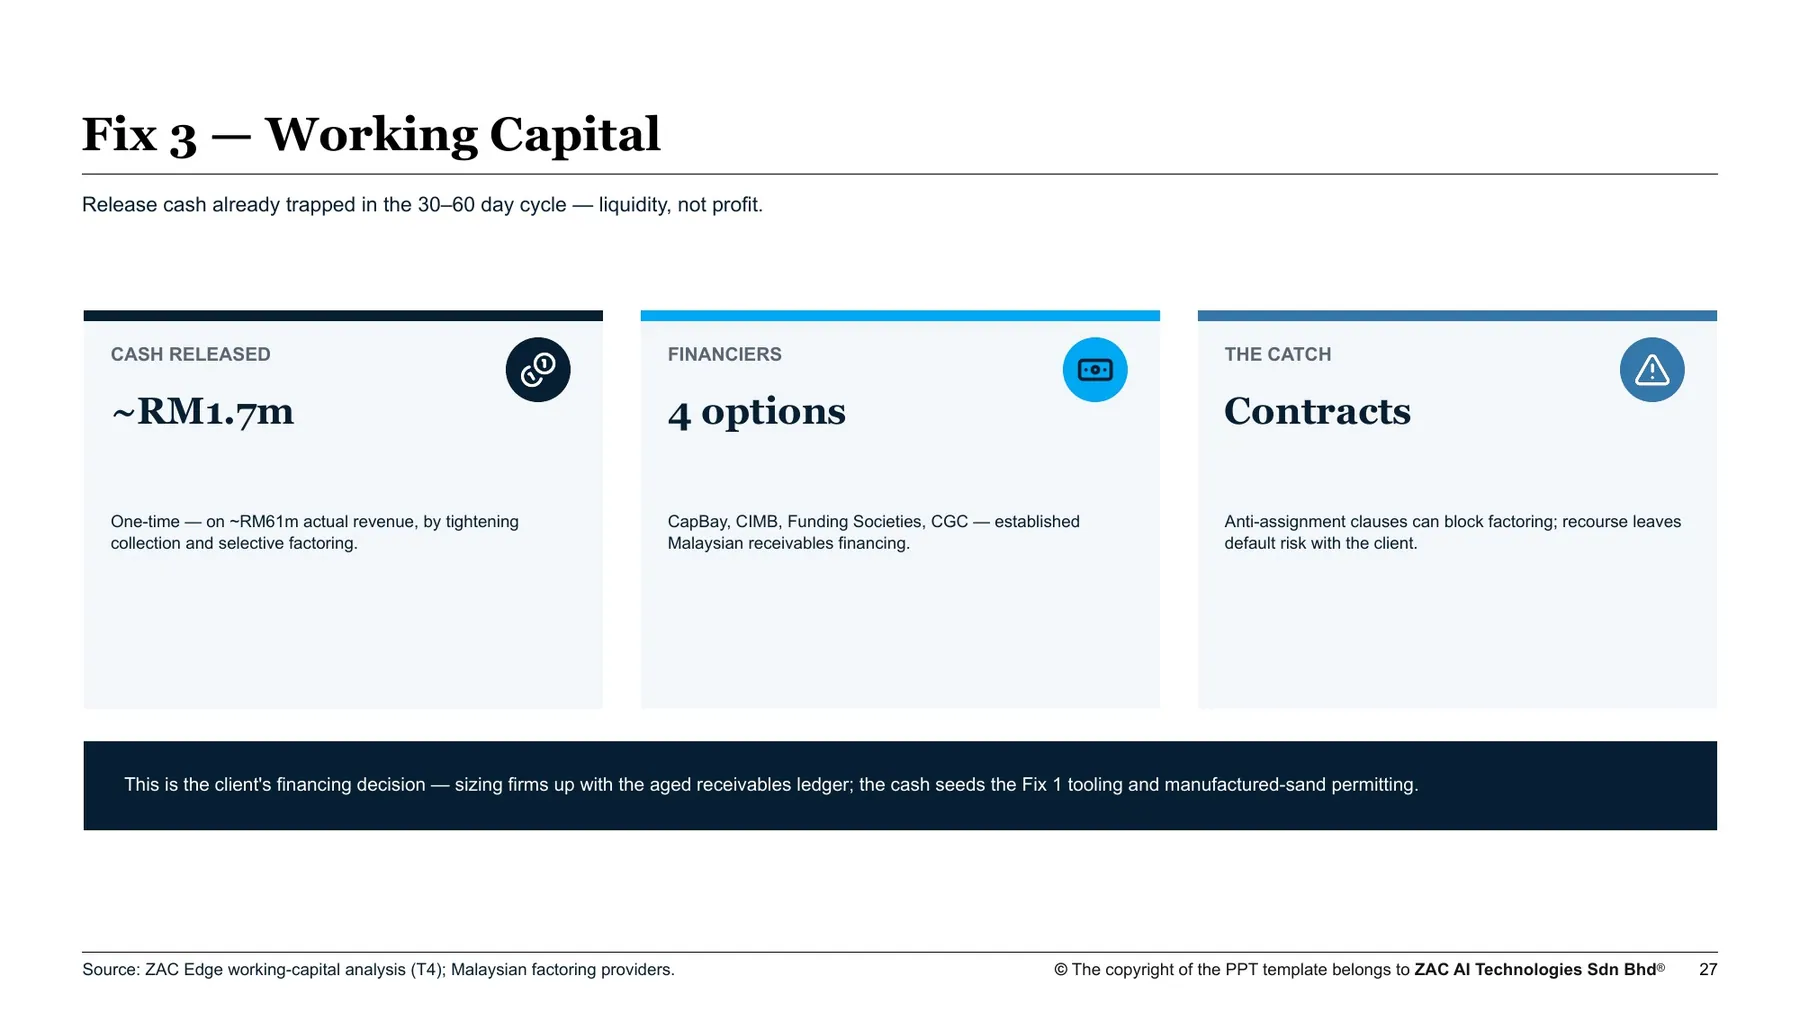 Fix 3 — Working Capital
Release cash already trapped in the 30–60 day cycle — liquidity, not profit.
CASH RELEASED
~RM1.7m
One-time — on ~RM61m actual revenue, by tightening
collection and selective factoring.
FINANCIERS
4 options
CapBay, CIMB, Funding Societies, CGC — established
Malaysian receivables financing.
THE CATCH
Contracts
Anti-assignment clauses can block factoring; recourse leaves
default risk with the client.
This is the client's financing decision — sizing firms up with the aged receivables ledger; the cash seeds the Fix 1 tooling and manufactured-sand permitting.
Source: ZAC Edge working-capital analysis (T4); Malaysian factoring providers.
© The copyright of the PPT template belongs to ZAC AI Technologies Sdn Bhd®
27